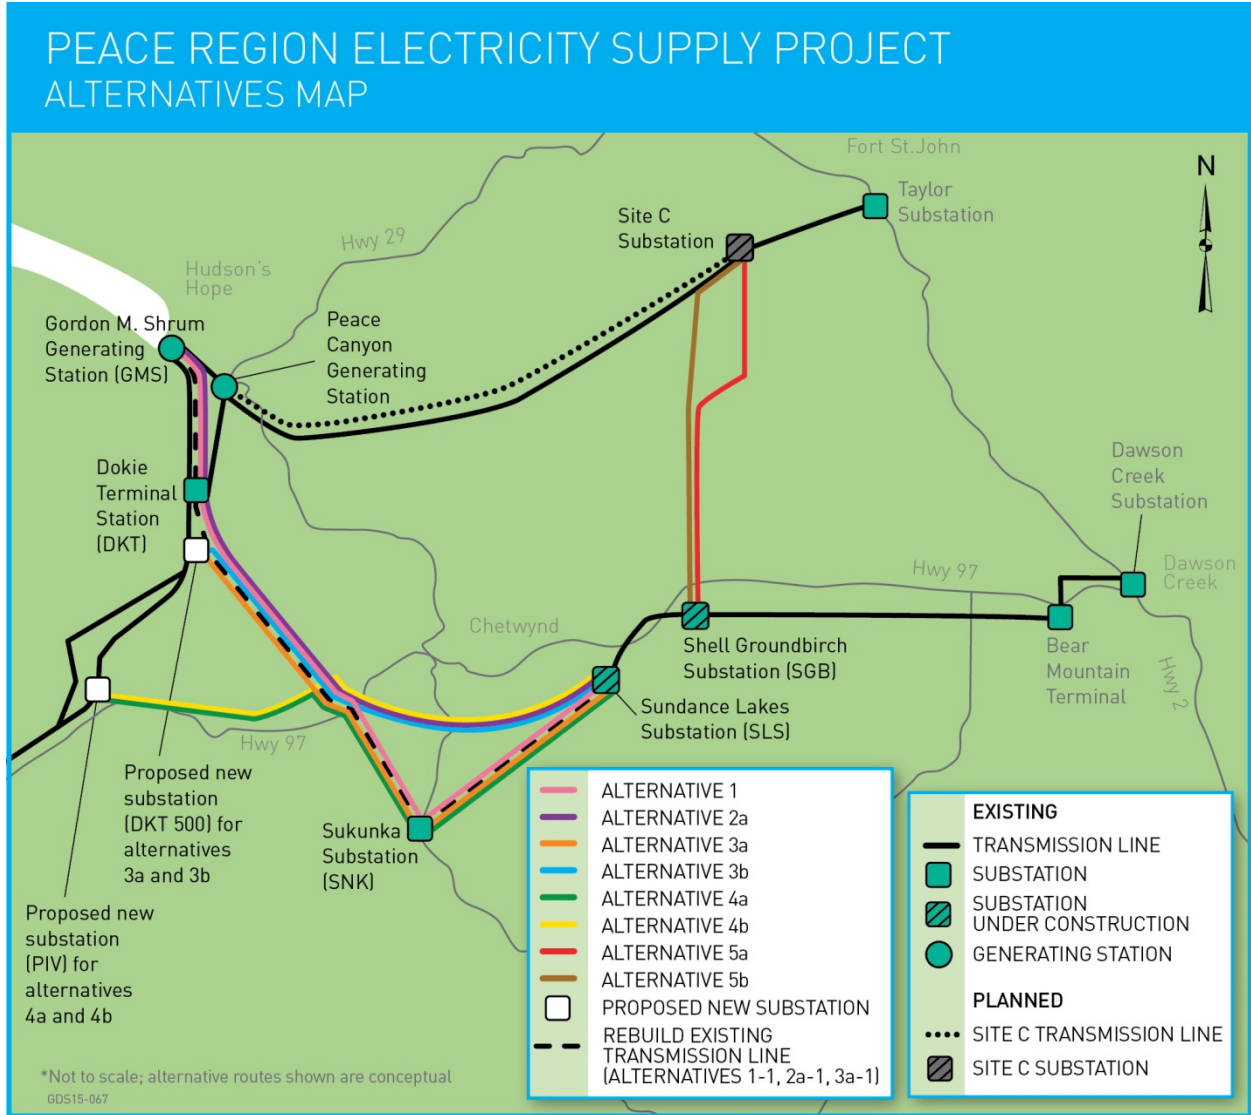 PEACE REGION ELECTRICITY SUPPLY PROJECT
ALTERNATIVES MAP
Fort St.John
N
Taylor
Substation
Site C
Substation
Hwy 29
Hudson's
Hope
Gordon M. Shrum
Generating
Station (GMS)
Peace
Canyon
Generating
Station
Dokie
Terminal
Station
(DKT)
Dawson
Creek
Substation
Dawson
Creek
Hwy 97
Chetwynd
Shell Groundbirch
Substation (SGB)
Bear
Mountain
Terminal
Hwy 2
Sundance Lakes
Substation (SLS)
Hwy 97
Proposed new
substation
(DKT 500) for
alternatives
3a and 3b
Sukunka
Substation
(SNK)
Proposed new
substation
(PIV) for
alternatives
4a and 4b
ALTERNATIVE 1
ALTERNATIVE 2a
ALTERNATIVE 3a
ALTERNATIVE 3b
ALTERNATIVE 4a
ALTERNATIVE 4b
ALTERNATIVE 5a
ALTERNATIVE 5b
PROPOSED NEW SUBSTATION
REBUILD EXISTING
TRANSMISSION LINE
(ALTERNATIVES 1-1, 2a-1, 3a-1)
EXISTING
TRANSMISSION LINE
SUBSTATION
SUBSTATION
UNDER CONSTRUCTION
GENERATING STATION
PLANNED
SITE C TRANSMISSION LINE
SITE C SUBSTATION
*Not to scale; alternative routes shown are conceptual
GDS15-067